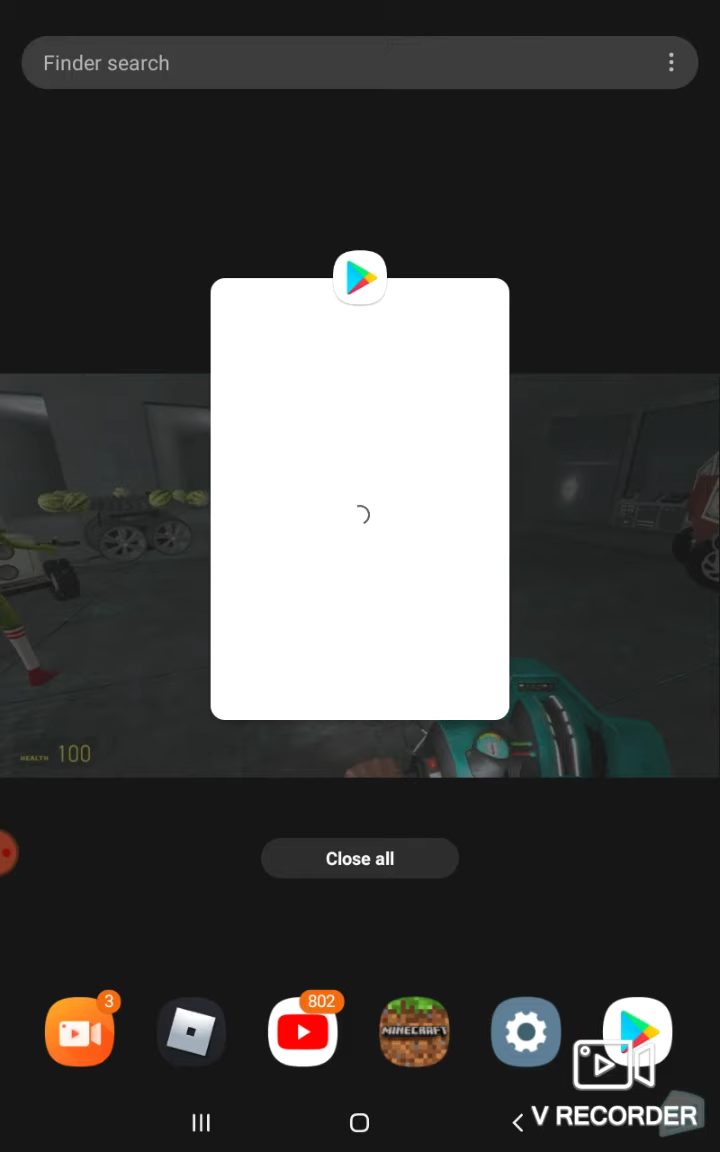 Finder search
HEALTH 100
Close all
3
802
MINECRAFT
V RECORDER